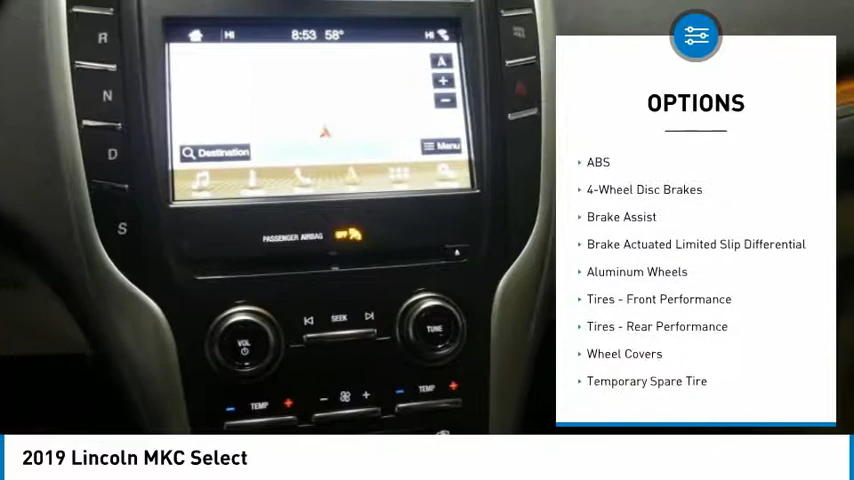 R
N
D
S
HI 8:53 58° HI
A
+
−
Destination
Menu
PASSENGER AIRBAG OFF
VOL
SEEK
TUNE
− TEMP +
− +
− TEMP +
OPTIONS
ABS
4-Wheel Disc Brakes
Brake Assist
Brake Actuated Limited Slip Differential
Aluminum Wheels
Tires - Front Performance
Tires - Rear Performance
Wheel Covers
Temporary Spare Tire
2019 Lincoln MKC Select